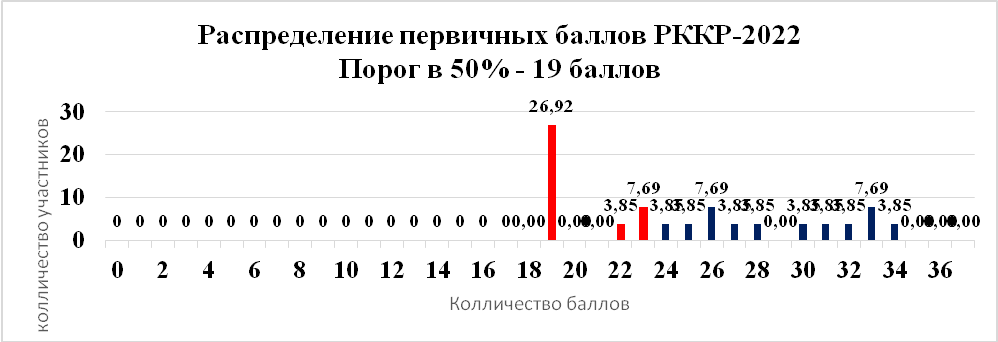 Распределение первичных баллов РККР-2022
Порог в 50% - 19 баллов
колличество участников
30
20
10
0
26,92
7,69 7,69 7,69
3,85 3,85 3,85 3,85 3,85 3,85 3,85 3,85 3,85
0 0 0 0 0 0 0 0 0 0 0 0 0 0 0 0 0 0,00 0,00 0,00 0,00 0,00 0,00 0,00
0 2 4 6 8 10 12 14 16 18 20 22 24 26 28 30 32 34 36
Колличество баллов